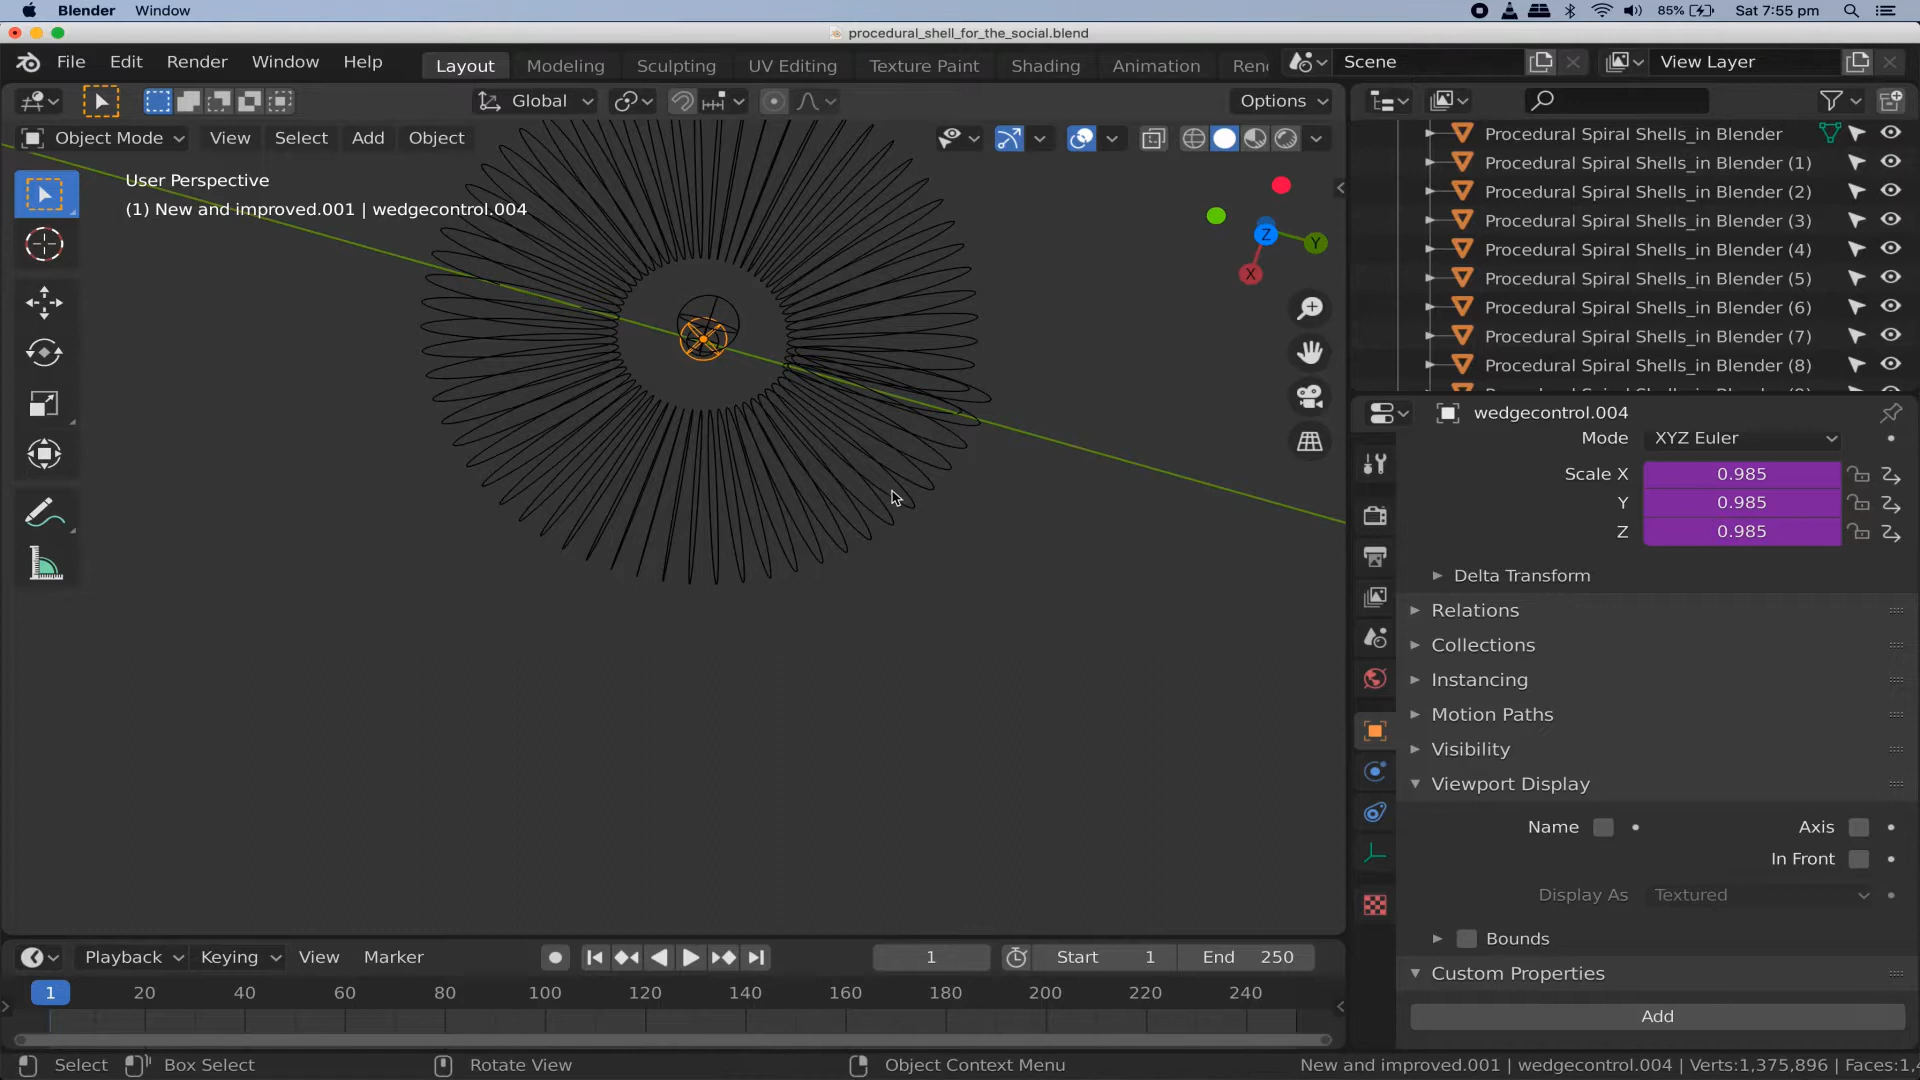 Blender Window 85% Sat 7:55 pm
procedural_shell_for_the_social.blend
File Edit Render Window Help Layout Modeling Sculpting UV Editing Texture Paint Shading Animation Scene View Layer
Global Options
Object Mode View Select Add Object
User Perspective
(1) New and improved.001 | wedgecontrol.004
Z Y X
Procedural Spiral Shells_in Blender
Procedural Spiral Shells_in Blender (1)
Procedural Spiral Shells_in Blender (2)
Procedural Spiral Shells_in Blender (3)
Procedural Spiral Shells_in Blender (4)
Procedural Spiral Shells_in Blender (5)
Procedural Spiral Shells_in Blender (6)
Procedural Spiral Shells_in Blender (7)
Procedural Spiral Shells_in Blender (8)
wedgecontrol.004
Mode XYZ Euler
Scale X 0.985
Y 0.985
Z 0.985
Delta Transform
Relations
Collections
Instancing
Motion Paths
Visibility
Viewport Display
Name Axis
In Front
Display As Textured
Bounds
Custom Properties
Add
Playback Keying View Marker 1 Start 1 End 250
1 20 40 60 80 100 120 140 160 180 200 220 240
Select Box Select Rotate View Object Context Menu New and improved.001 | wedgecontrol.004 | Verts:1,375,896 | Faces:1,